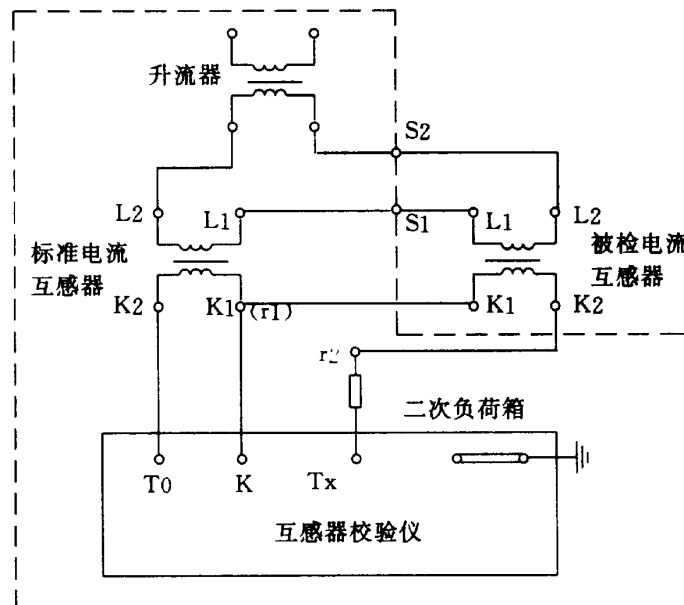 升流器
S2
L2
L1
S1
L1
L2
标准电流
互感器
被检电流
互感器
K2
K1
(r1)
K1
K2
r2
二次负荷箱
T0
K
Tx
互感器校验仪